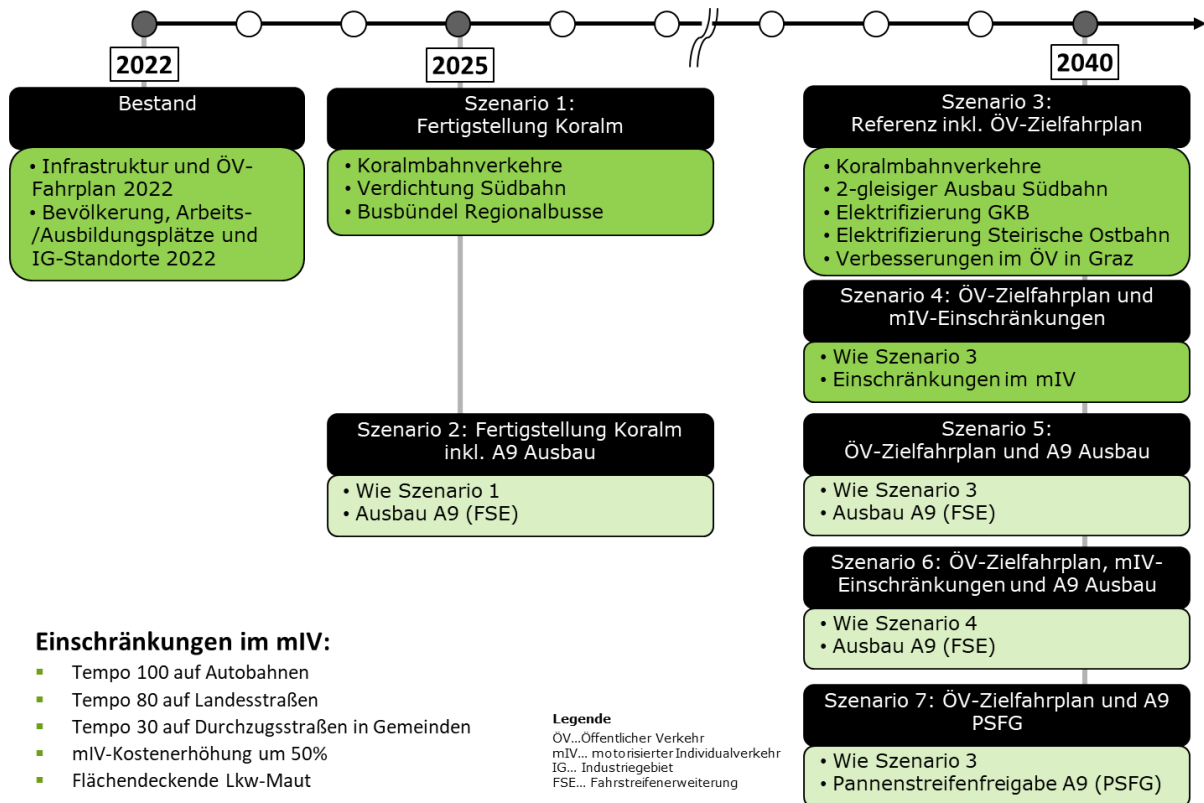 2022
2025
2040
Bestand
• Infrastruktur und ÖV-
Fahrplan 2022
• Bevölkerung, Arbeits-
/Ausbildungsplätze und
IG-Standorte 2022
Szenario 1:
Fertigstellung Koralm
• Koralmbahnverkehre
• Verdichtung Südbahn
• Busbündel Regionalbusse
Szenario 2: Fertigstellung Koralm
inkl. A9 Ausbau
• Wie Szenario 1
• Ausbau A9 (FSE)
Szenario 3:
Referenz inkl. ÖV-Zielfahrplan
• Koralmbahnverkehre
• 2-gleisiger Ausbau Südbahn
• Elektrifizierung GKB
• Elektrifizierung Steirische Ostbahn
• Verbesserungen im ÖV in Graz
Szenario 4: ÖV-Zielfahrplan und
mIV-Einschränkungen
• Wie Szenario 3
• Einschränkungen im mIV
Szenario 5:
ÖV-Zielfahrplan und A9 Ausbau
• Wie Szenario 3
• Ausbau A9 (FSE)
Szenario 6: ÖV-Zielfahrplan, mIV-
Einschränkungen und A9 Ausbau
• Wie Szenario 4
• Ausbau A9 (FSE)
Szenario 7: ÖV-Zielfahrplan und A9
PSFG
• Wie Szenario 3
• Pannenstreifenfreigabe A9 (PSFG)
Einschränkungen im mIV:
▪ Tempo 100 auf Autobahnen
▪ Tempo 80 auf Landesstraßen
▪ Tempo 30 auf Durchzugsstraßen in Gemeinden
▪ mIV-Kostenerhöhung um 50%
▪ Flächendeckende Lkw-Maut
Legende
ÖV...Öffentlicher Verkehr
mIV... motorisierter Individualverkehr
IG... Industriegebiet
FSE... Fahrstreifenerweiterung